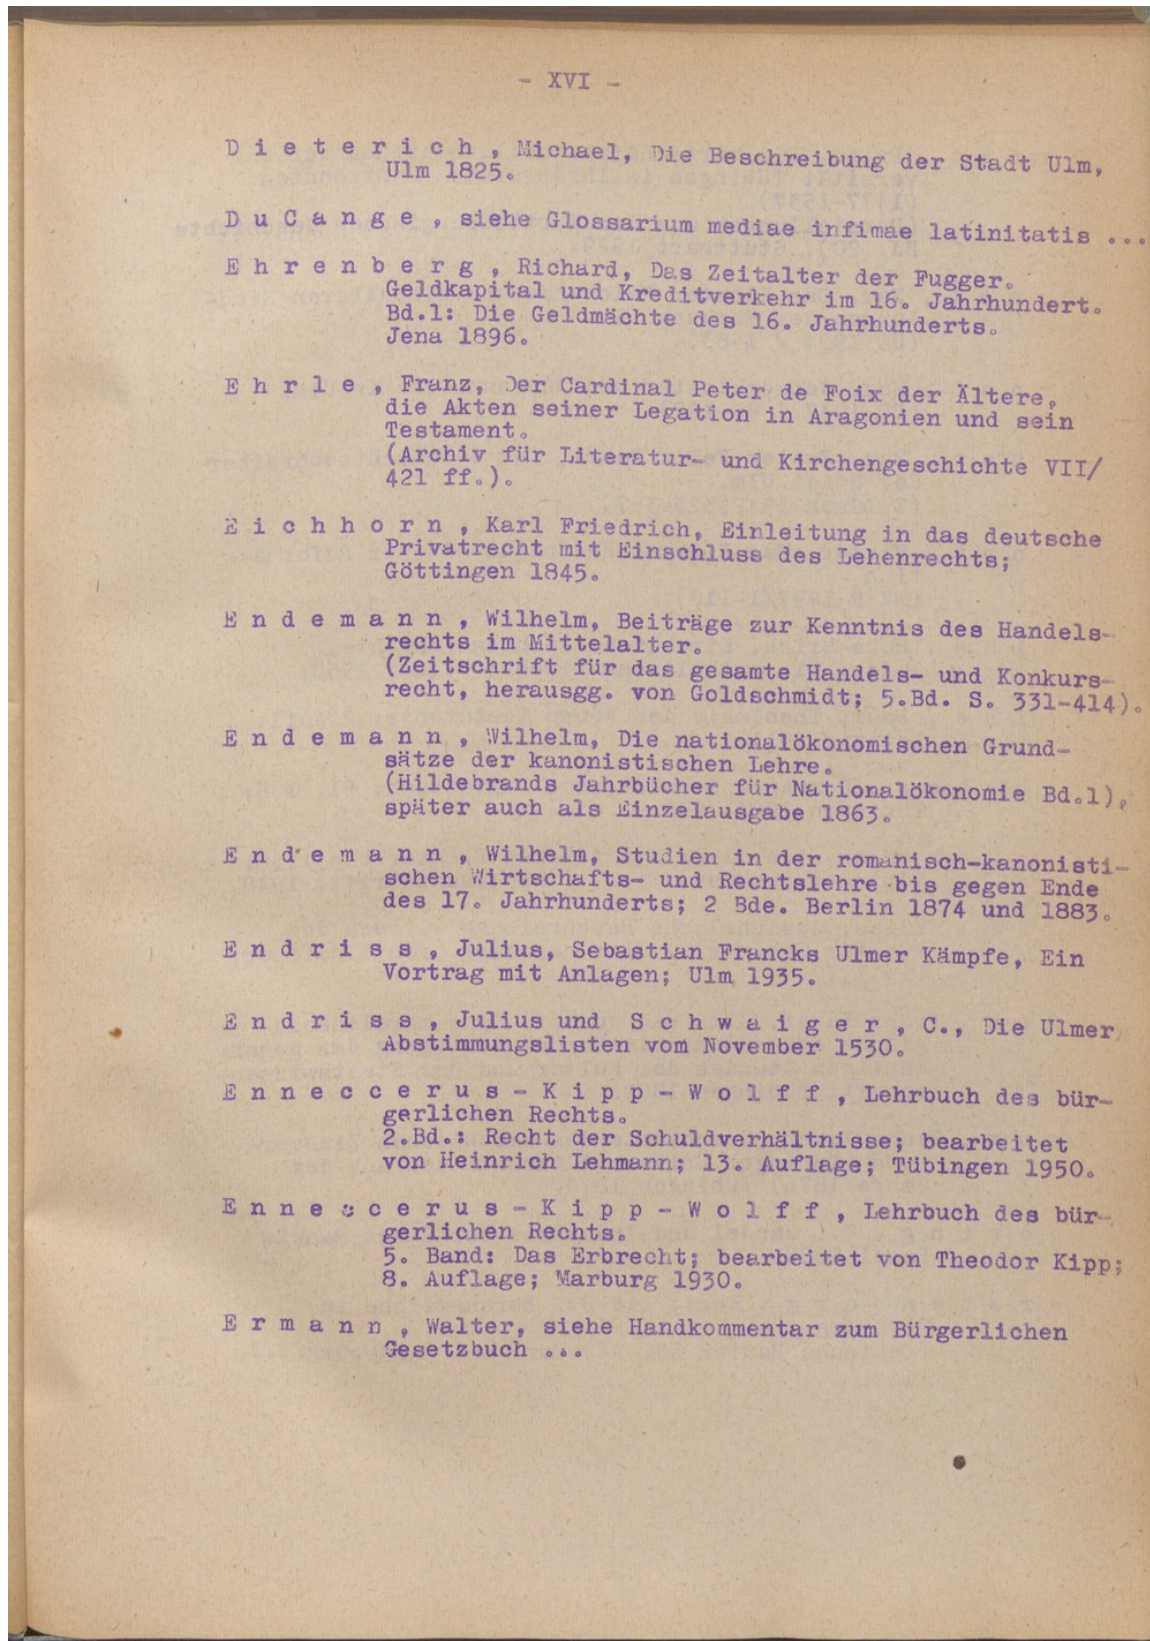 - XVI -
D i e t e r i c h , Michael, Die Beschreibung der Stadt Ulm,
Ulm 1825.
D u C a n g e , siehe Glossarium mediae infimae latinitatis ...
E h r e n b e r g , Richard, Das Zeitalter der Fugger.
Geldkapital und Kreditverkehr im 16. Jahrhundert.
Bd.1: Die Geldmächte des 16. Jahrhunderts.
Jena 1896.
E h r l e , Franz, Der Cardinal Peter de Foix der Ältere,
die Akten seiner Legation in Aragonien und sein
Testament.
(Archiv für Literatur- und Kirchengeschichte VII/
421 ff.).
E i c h h o r n , Karl Friedrich, Einleitung in das deutsche
Privatrecht mit Einschluss des Lehenrechts;
Göttingen 1845.
E n d e m a n n , Wilhelm, Beiträge zur Kenntnis des Handels-
rechts im Mittelalter.
(Zeitschrift für das gesamte Handels- und Konkurs-
recht, herausgg. von Goldschmidt; 5.Bd. S. 331-414).
E n d e m a n n , Wilhelm, Die nationalökonomischen Grund-
sätze der kanonistischen Lehre.
(Hildebrands Jahrbücher für Nationalökonomie Bd.1),
später auch als Einzelausgabe 1863.
E n d e m a n n , Wilhelm, Studien in der romanisch-kanonisti-
schen Wirtschafts- und Rechtslehre bis gegen Ende
des 17. Jahrhunderts; 2 Bde. Berlin 1874 und 1883.
E n d r i s s , Julius, Sebastian Francks Ulmer Kämpfe, Ein
Vortrag mit Anlagen; Ulm 1935.
E n d r i s s , Julius und S c h w a i g e r , C., Die Ulmer
Abstimmungslisten vom November 1530.
E n n e c c e r u s - K i p p - W o l f f , Lehrbuch des bür-
gerlichen Rechts.
2.Bd.: Recht der Schuldverhältnisse; bearbeitet
von Heinrich Lehmann; 13. Auflage; Tübingen 1950.
E n n e c c e r u s - K i p p - W o l f f , Lehrbuch des bür-
gerlichen Rechts.
5. Band: Das Erbrecht; bearbeitet von Theodor Kipp;
8. Auflage; Marburg 1930.
E r m a n n , Walter, siehe Handkommentar zum Bürgerlichen
Gesetzbuch ...